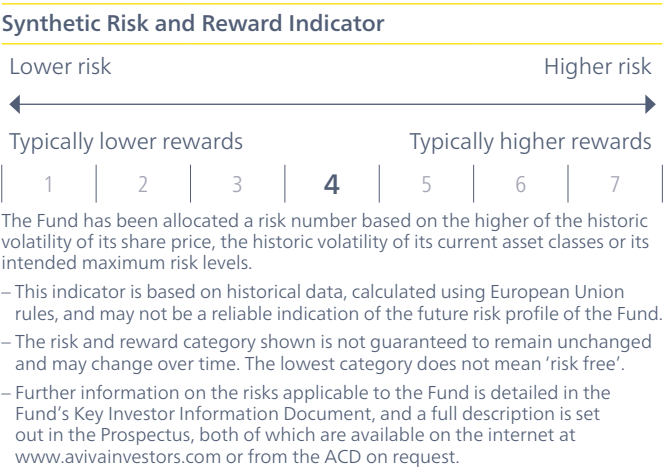 Synthetic Risk and Reward Indicator
Lower risk Higher risk
Typically lower rewards Typically higher rewards
1 2 3 4 5 6 7
The Fund has been allocated a risk number based on the higher of the historic
volatility of its share price, the historic volatility of its current asset classes or its
intended maximum risk levels.
– This indicator is based on historical data, calculated using European Union
rules, and may not be a reliable indication of the future risk profile of the Fund.
– The risk and reward category shown is not guaranteed to remain unchanged
and may change over time. The lowest category does not mean ‘risk free’.
– Further information on the risks applicable to the Fund is detailed in the
Fund’s Key Investor Information Document, and a full description is set
out in the Prospectus, both of which are available on the internet at
www.avivainvestors.com or from the ACD on request.